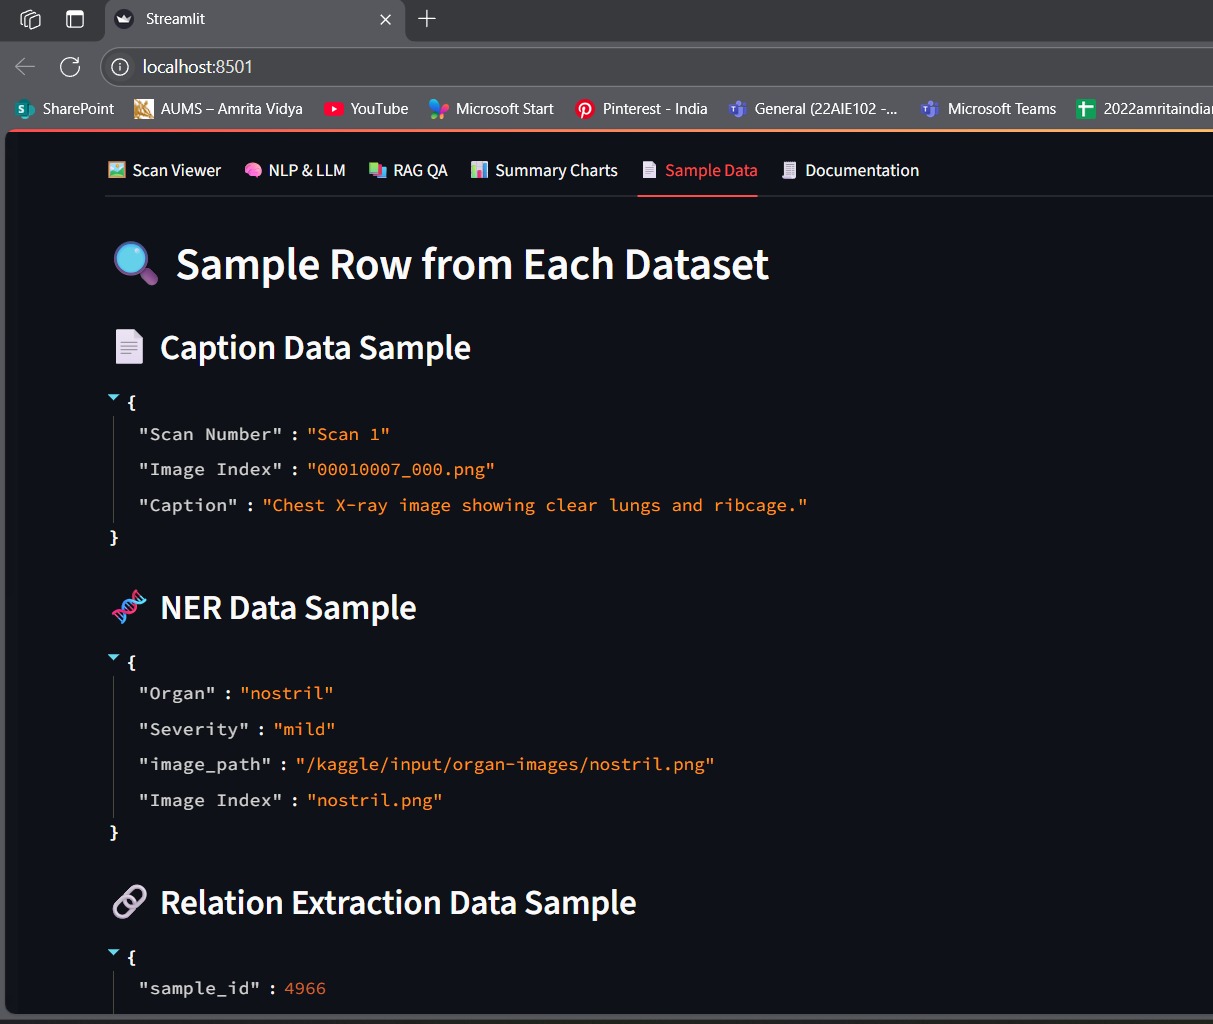 Streamlit
localhost:8501
SharePoint AUMS – Amrita Vidya YouTube Microsoft Start Pinterest - India General (22AIE102 -... Microsoft Teams 2022amritaindia
Scan Viewer NLP & LLM RAG QA Summary Charts Sample Data Documentation
Sample Row from Each Dataset
Caption Data Sample
{
"Scan Number" : "Scan 1"
"Image Index" : "00010007_000.png"
"Caption" : "Chest X-ray image showing clear lungs and ribcage."
}
NER Data Sample
{
"Organ" : "nostril"
"Severity" : "mild"
"image_path" : "/kaggle/input/organ-images/nostril.png"
"Image Index" : "nostril.png"
}
Relation Extraction Data Sample
{
"sample_id" : 4966